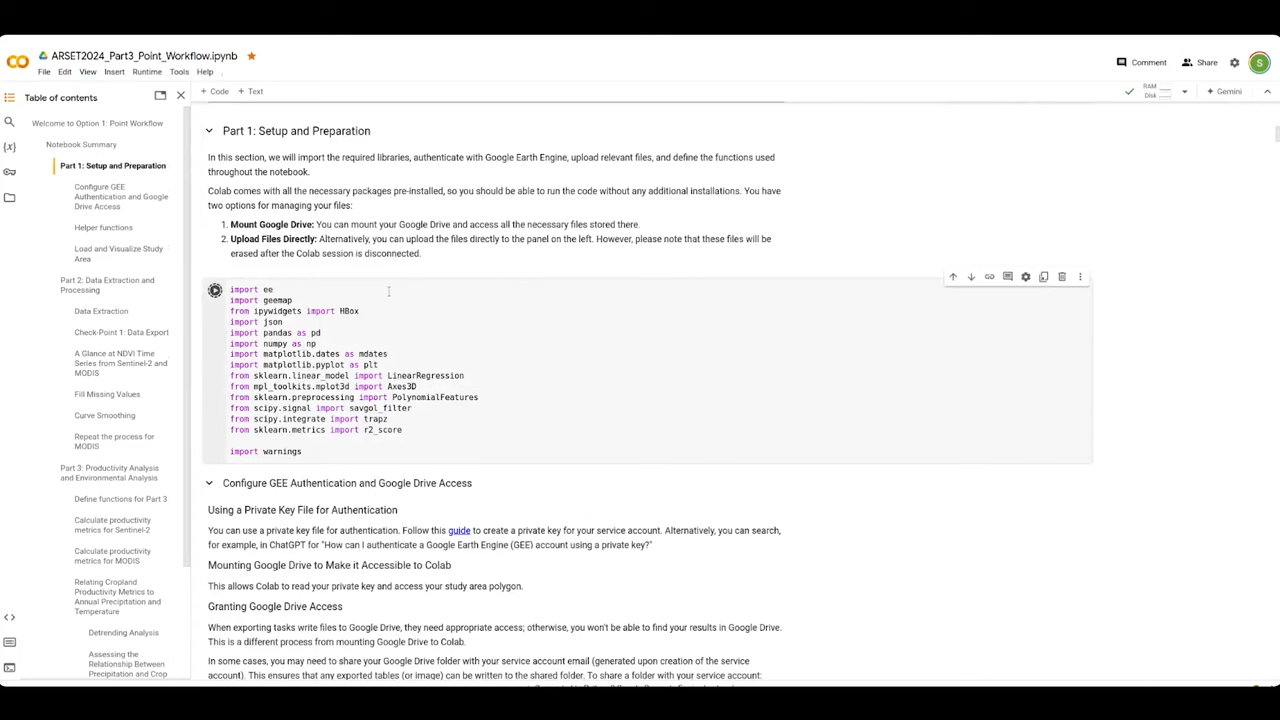 ARSET2024_Part3_Point_Workflow.ipynb
File Edit View Insert Runtime Tools Help
Comment
Share
S
Table of contents
+ Code + Text
RAM
Disk
Gemini
Welcome to Option 1: Point Workflow
Notebook Summary
Part 1: Setup and Preparation
Configure GEE
Authentication and Google
Drive Access
Helper functions
Load and Visualize Study
Area
Part 2: Data Extraction and
Processing
Data Extraction
Check-Point 1: Data Export
A Glance at NDVI Time
Series from Sentinel-2 and
MODIS
Fill Missing Values
Curve Smoothing
Repeat the process for
MODIS
Part 3: Productivity Analysis
and Environmental Analysis
Define functions for Part 3
Calculate productivity
metrics for Sentinel-2
Calculate productivity
metrics for MODIS
Relating Cropland
Productivity Metrics to
Annual Precipitation and
Temperature
Detrending Analysis
Assessing the
Relationship Between
Precipitation and Crop
Part 1: Setup and Preparation
In this section, we will import the required libraries, authenticate with Google Earth Engine, upload relevant files, and define the functions used
throughout the notebook.
Colab comes with all the necessary packages pre-installed, so you should be able to run the code without any additional installations. You have
two options for managing your files:
1. Mount Google Drive: You can mount your Google Drive and access all the necessary files stored there.
2. Upload Files Directly: Alternatively, you can upload the files directly to the panel on the left. However, please note that these files will be
erased after the Colab session is disconnected.
import ee
import geemap
from ipywidgets import HBox
import json
import pandas as pd
import numpy as np
import matplotlib.dates as mdates
import matplotlib.pyplot as plt
from sklearn.linear_model import LinearRegression
from mpl_toolkits.mplot3d import Axes3D
from sklearn.preprocessing import PolynomialFeatures
from scipy.signal import savgol_filter
from scipy.integrate import trapz
from sklearn.metrics import r2_score
import warnings
Configure GEE Authentication and Google Drive Access
Using a Private Key File for Authentication
You can use a private key file for authentication. Follow this guide to create a private key for your service account. Alternatively, you can search,
for example, in ChatGPT for "How can I authenticate a Google Earth Engine (GEE) account using a private key?"
Mounting Google Drive to Make it Accessible to Colab
This allows Colab to read your private key and access your study area polygon.
Granting Google Drive Access
When exporting tasks write files to Google Drive, they need appropriate access; otherwise, you won't be able to find your results in Google Drive.
This is a different process from mounting Google Drive to Colab.
In some cases, you may need to share your Google Drive folder with your service account email (generated upon creation of the service
account). This ensures that any exported tables (or image) can be written to the shared folder. To share a folder with your service account: